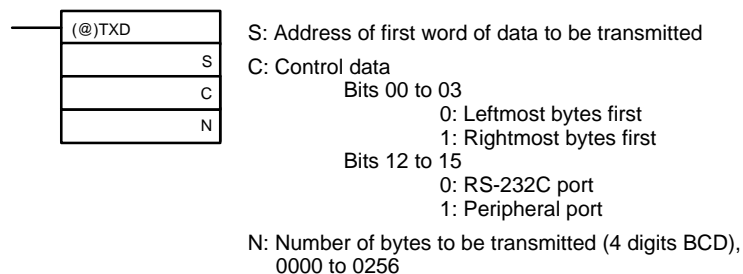 (@)TXD
S
C
N
S: Address of first word of data to be transmitted
C: Control data
Bits 00 to 03
0: Leftmost bytes first
1: Rightmost bytes first
Bits 12 to 15
0: RS-232C port
1: Peripheral port
N: Number of bytes to be transmitted (4 digits BCD),
0000 to 0256